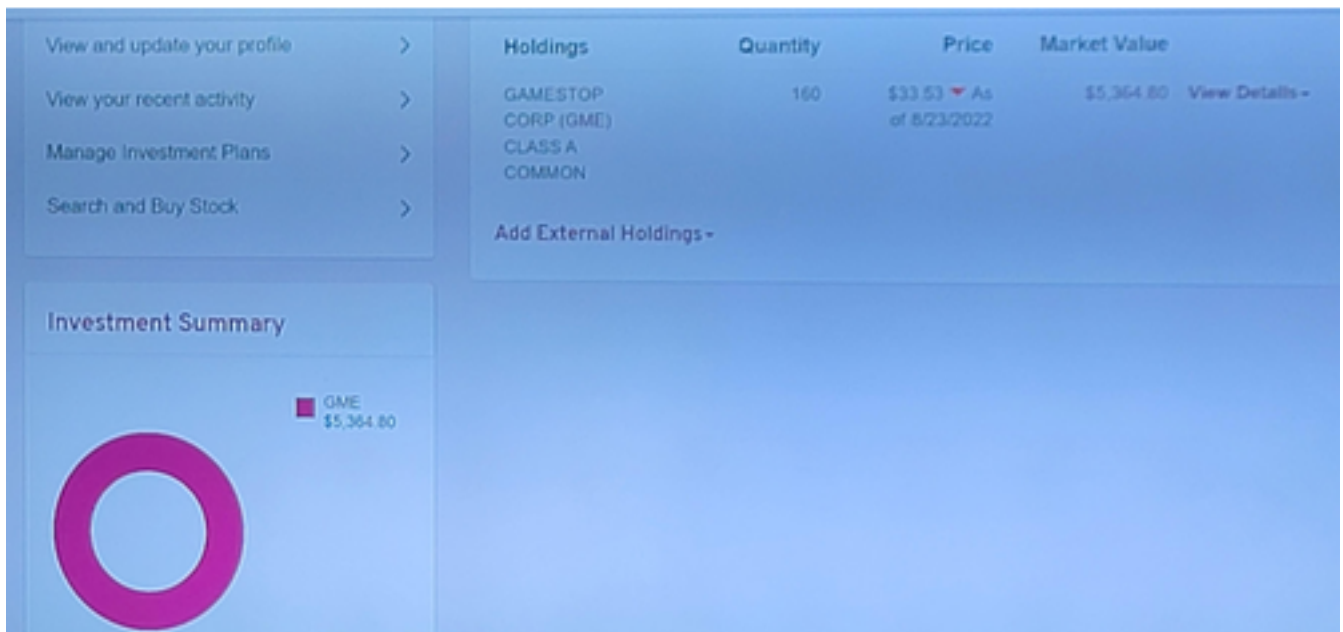 View and update your profile
View your recent activity
Manage Investment Plans
Search and Buy Stock
Holdings Quantity Price Market Value
GAMESTOP 160 $33.53 As $5,364.80 View Details
CORP (GME) of 8/23/2022
CLASS A
COMMON
Add External Holdings
Investment Summary
GME
$5,364.80